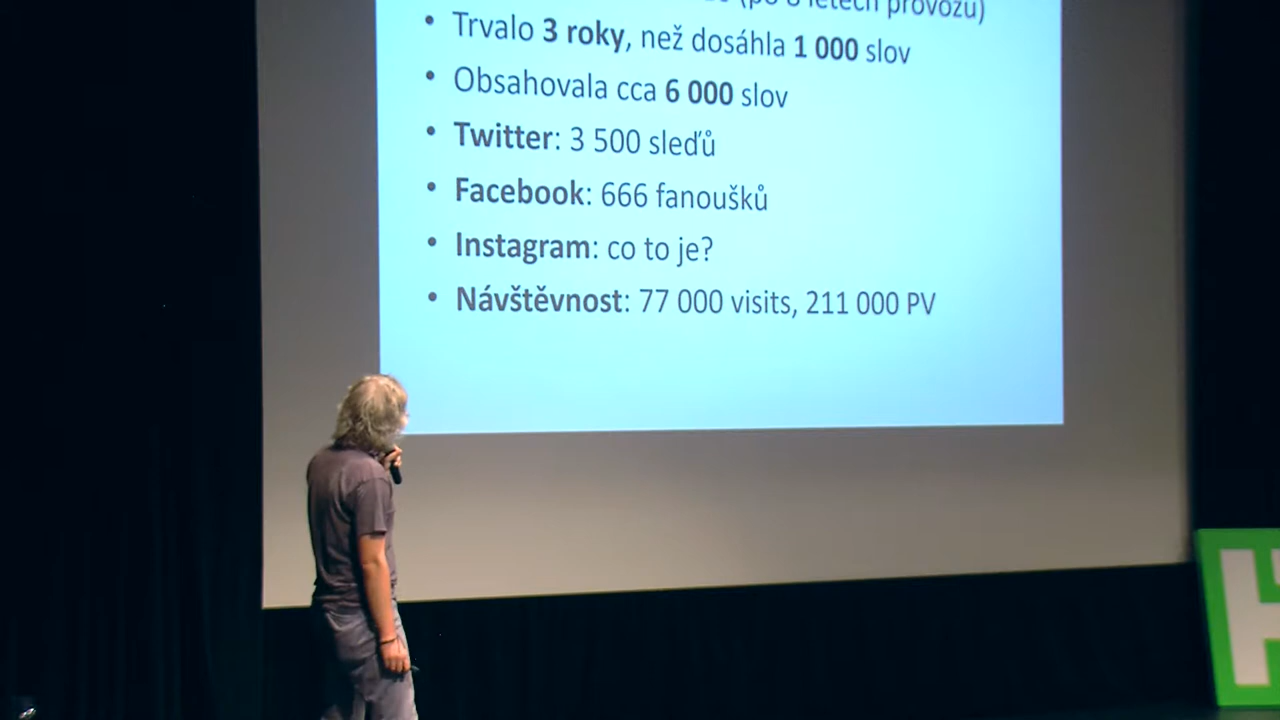 (po 8 letech provozu)
• Trvalo 3 roky, než dosáhla 1 000 slov
• Obsahovala cca 6 000 slov
• Twitter: 3 500 sleďů
• Facebook: 666 fanoušků
• Instagram: co to je?
• Návštěvnost: 77 000 visits, 211 000 PV
H